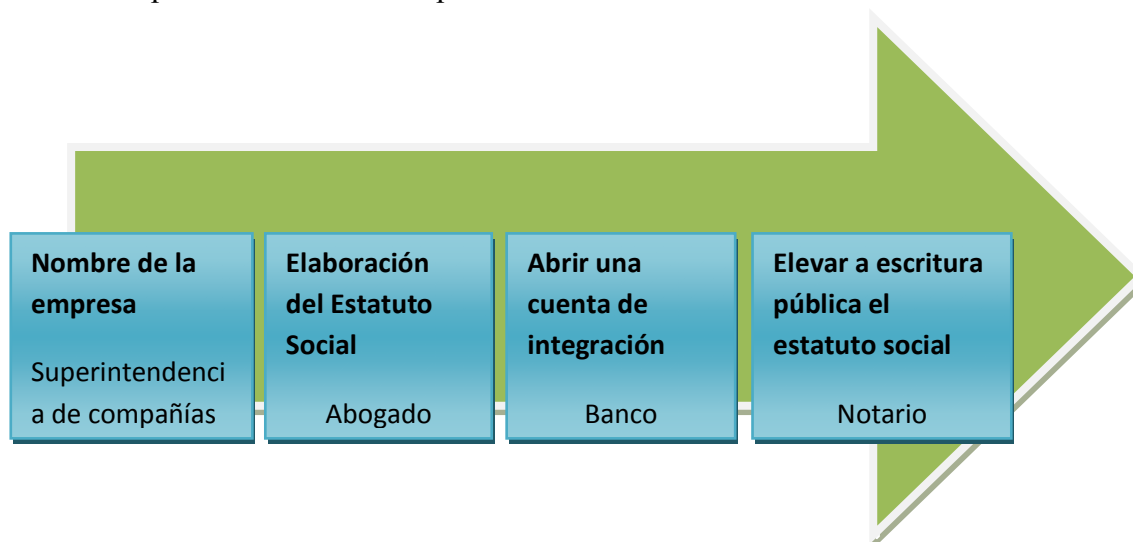 Nombre de la
empresa
Superintendenci
a de compañías
Elaboración
del Estatuto
Social
Abogado
Abrir una
cuenta de
integración
Banco
Elevar a escritura
pública el
estatuto social
Notario